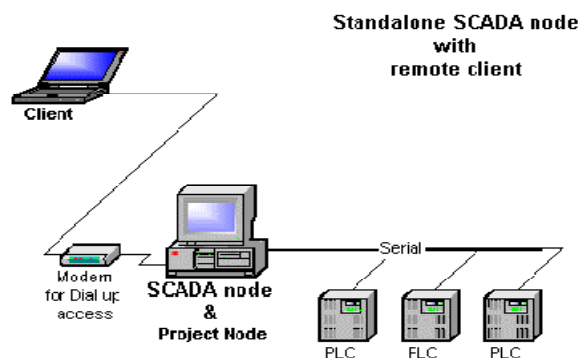 Standalone SCADA node
with
remote client
Client
Serial
Modem
for Dial up
access
SCADA node
&
Project Node
PLC
FLC
PLC